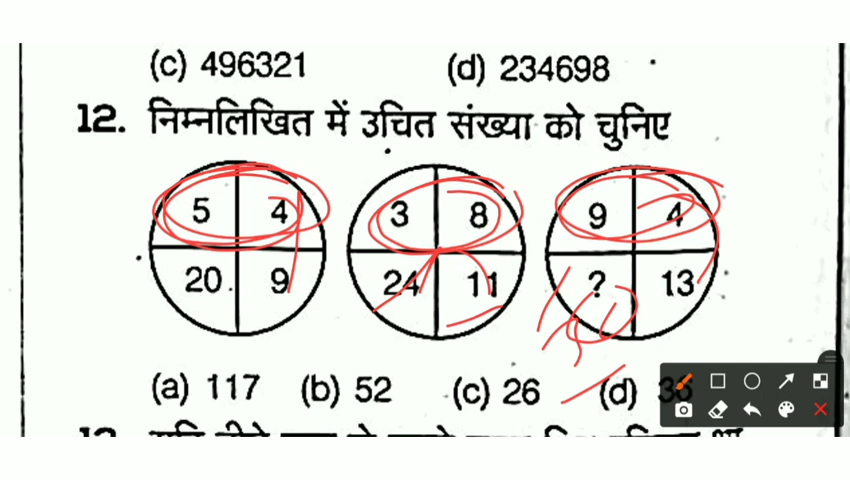 (c) 496321 (d) 234698
12. निम्नलिखित में उचित संख्या को चुनिए
5 4 3 8 9 4
20 9 24 11 ? 13
(a) 117 (b) 52 (c) 26 (d) 36